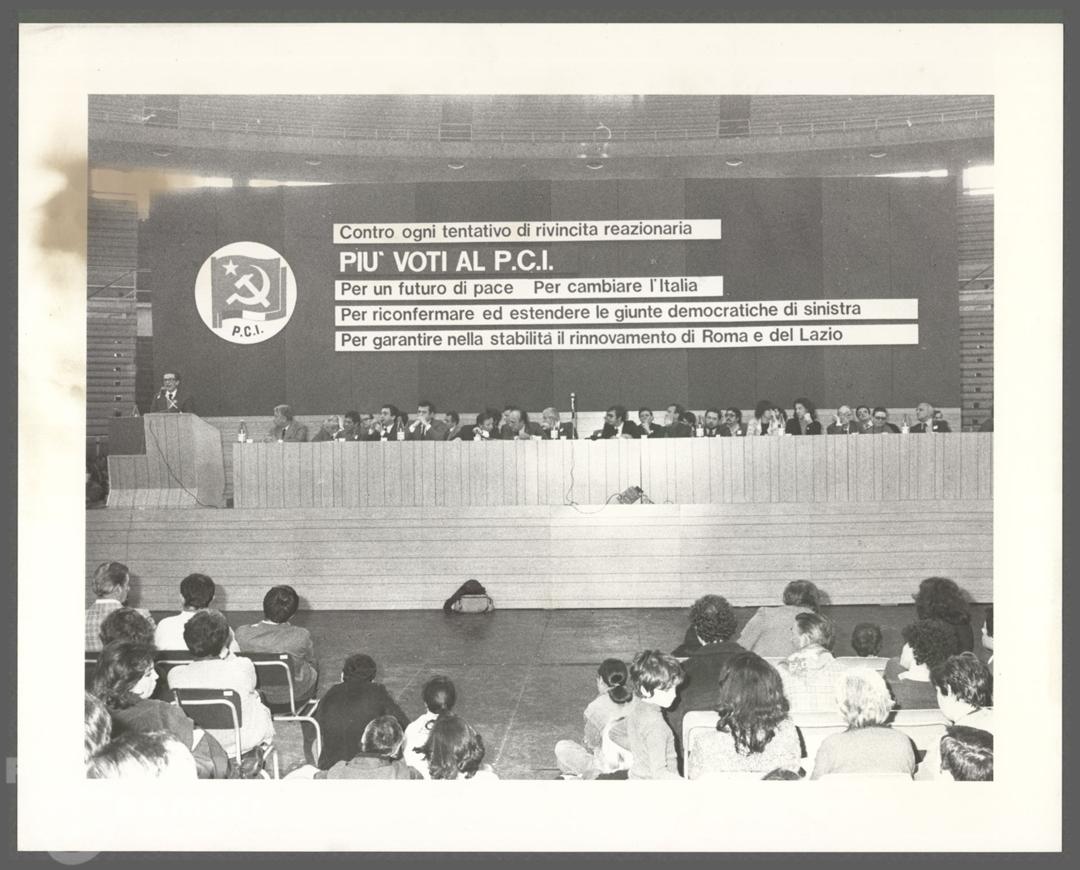 Contro ogni tentativo di rivincita reazionaria
PIU` VOTI AL P.C.I.
Per un futuro di pace Per cambiare l'Italia
Per riconfermare ed estendere le giunte democratiche di sinistra
Per garantire nella stabilità il rinnovamento di Roma e del Lazio
P.C.I.